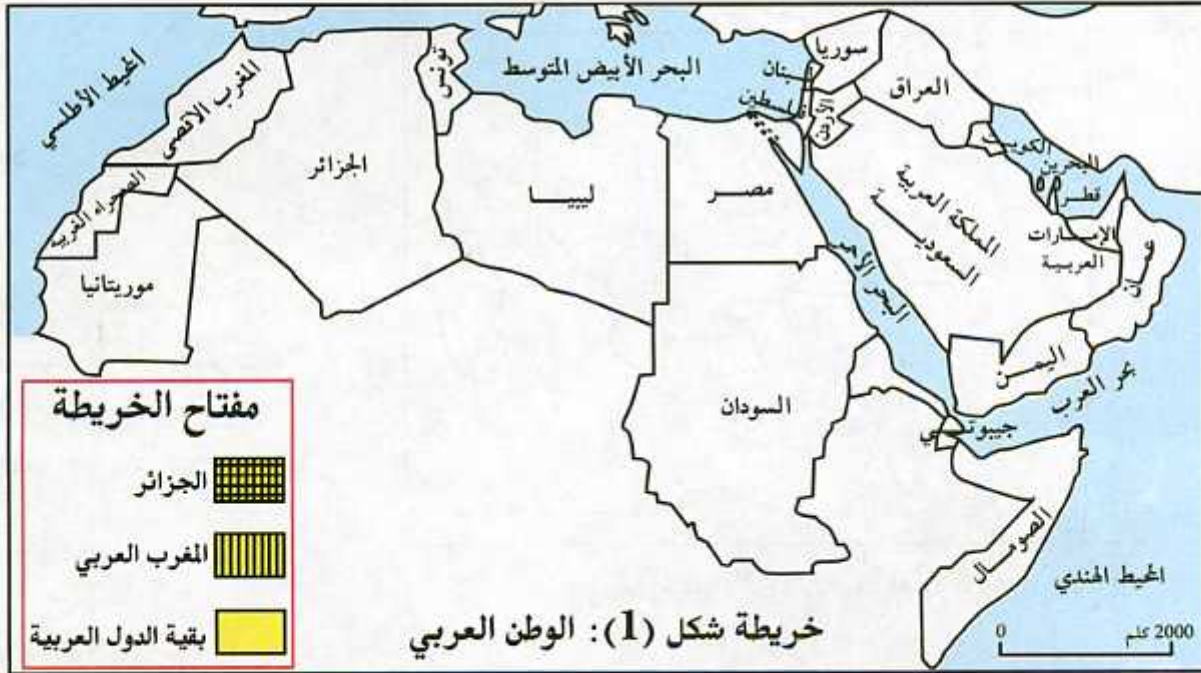 المحيط الأطلسي
المغرب الاقصى
الصحراء الغربية
موريتانيا
الجزائر
تونس
ليبيا
البحر الأبيض المتوسط
مصر
السودان
سوريا
لبنان
فلسطين
الأردن
العراق
الكويت
البحرين
قطر
الإمارات
العربية
عمان
المملكة العربية
السعودية
البحر الأحمر
اليمن
بحر العرب
جيبوتي
الصومال
المحيط الهندي
مفتاح الخريطة
الجزائر
المغرب العربي
بقية الدول العربية
خريطة شكل (1): الوطن العربي
0 2000 كلم